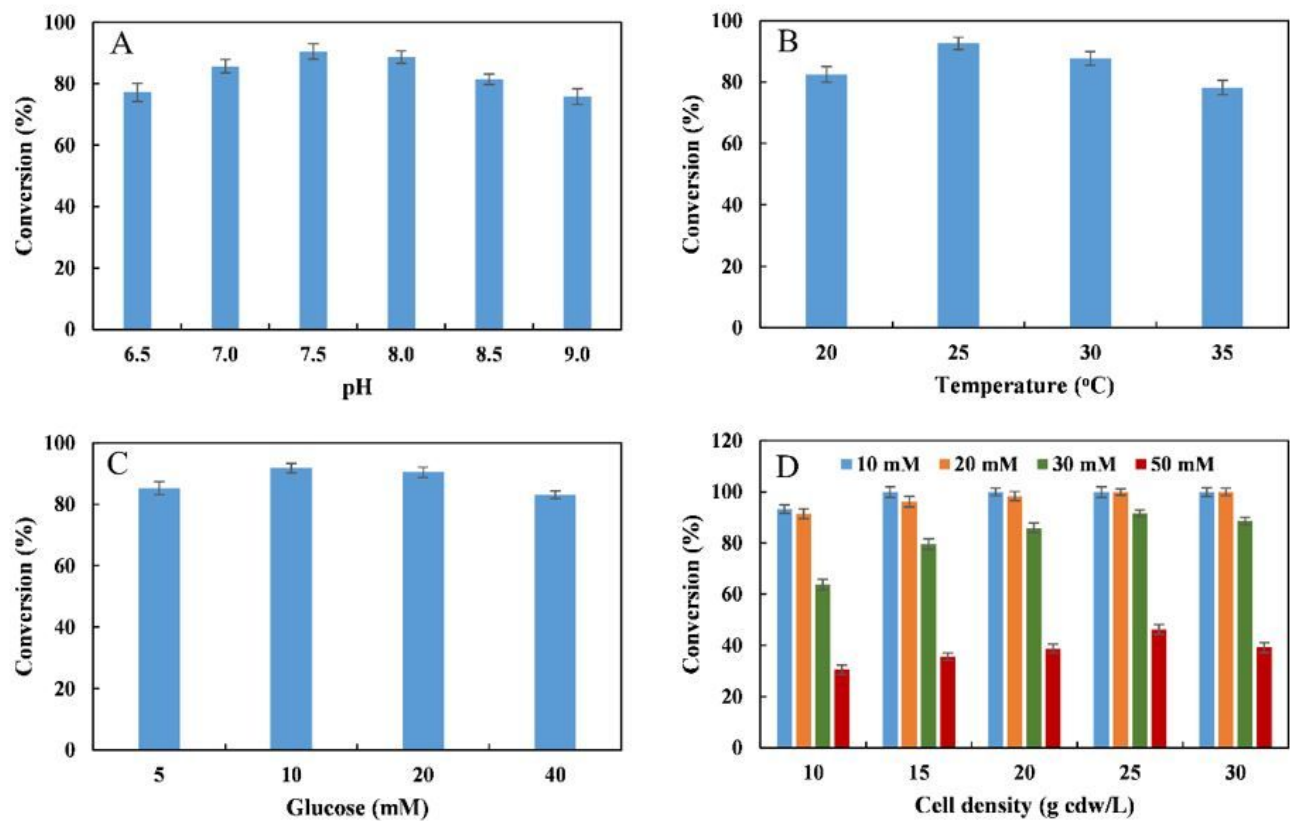 A
Conversion (%)
100
80
60
40
20
0
6.5 7.0 7.5 8.0 8.5 9.0
pH
B
Conversion (%)
100
80
60
40
20
0
20 25 30 35
Temperature (°C)
C
Conversion (%)
100
80
60
40
20
0
5 10 20 40
Glucose (mM)
D
10 mM 20 mM 30 mM 50 mM
Conversion (%)
120
100
80
60
40
20
0
10 15 20 25 30
Cell density (g cdw/L)